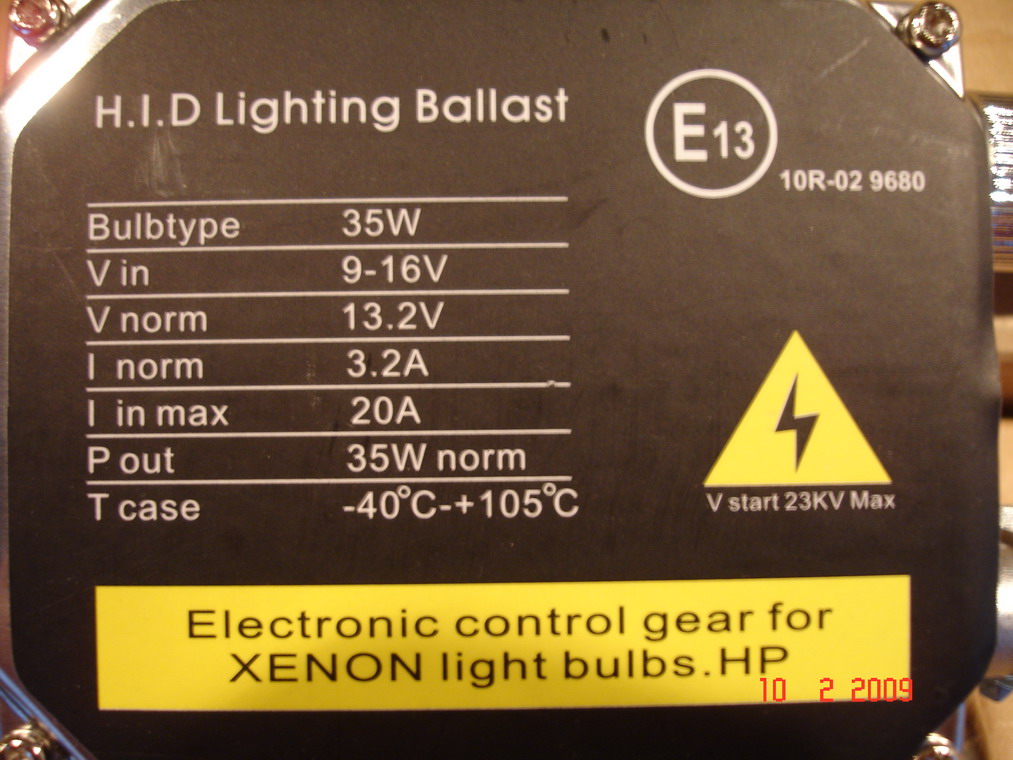 H.I.D Lighting Ballast
E13
10R-02 9680
Bulbtype 35W
V in 9-16V
V norm 13.2V
I norm 3.2A
I in max 20A
P out 35W norm
T case -40°C-+105°C
V start 23KV Max
Electronic control gear for
XENON light bulbs.HP
10 2 2009